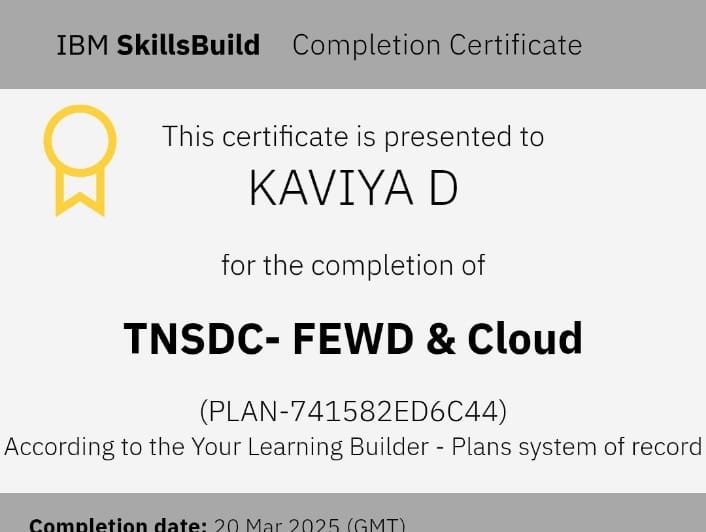 IBM SkillsBuild Completion Certificate
This certificate is presented to
KAVIYA D
for the completion of
TNSDC- FEWD & Cloud
(PLAN-741582ED6C44)
According to the Your Learning Builder - Plans system of record
Completion date: 20 Mar 2025 (GMT)